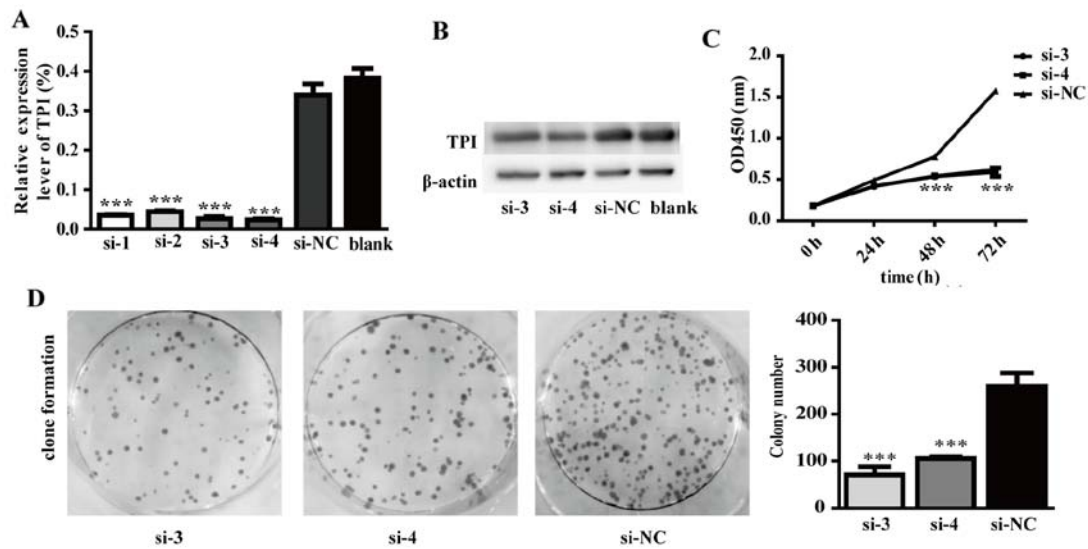 A
Relative expression
lever of TPI (%)
0.5
0.4
0.3
0.2
0.1
0.0
***
***
***
***
si-1
si-2
si-3
si-4
si-NC
blank
B
TPI
β-actin
si-3
si-4
si-NC
blank
C
OD450 (nm)
2.0
1.5
1.0
0.5
0.0
si-3
si-4
si-NC
***
***
0 h
24 h
48 h
72 h
time (h)
D
clone formation
si-3
si-4
si-NC
Colony number
400
300
200
100
0
***
***
si-3
si-4
si-NC